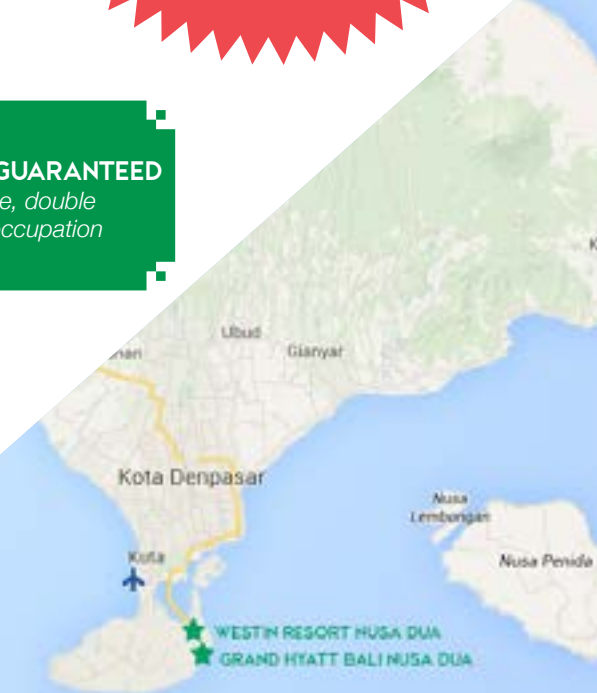 GUARANTEED
e, double
ccupation
Ubud
Gianyar
Kota Denpasar
Nusa
Lembongan
Kuta
Nusa Penida
WESTIN RESORT NUSA DUA
GRAND HYATT BALI NUSA DUA